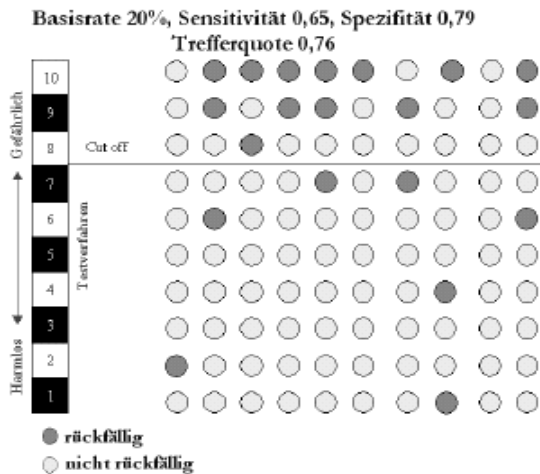 Basisrate 20%, Sensitivität 0,65, Spezifität 0,79
Trefferquote 0,76
Gefährlich
Harmlos
10
9
8
7
6
5
4
3
2
1
Cut off
Testverfahren
rückfällig
nicht rückfällig